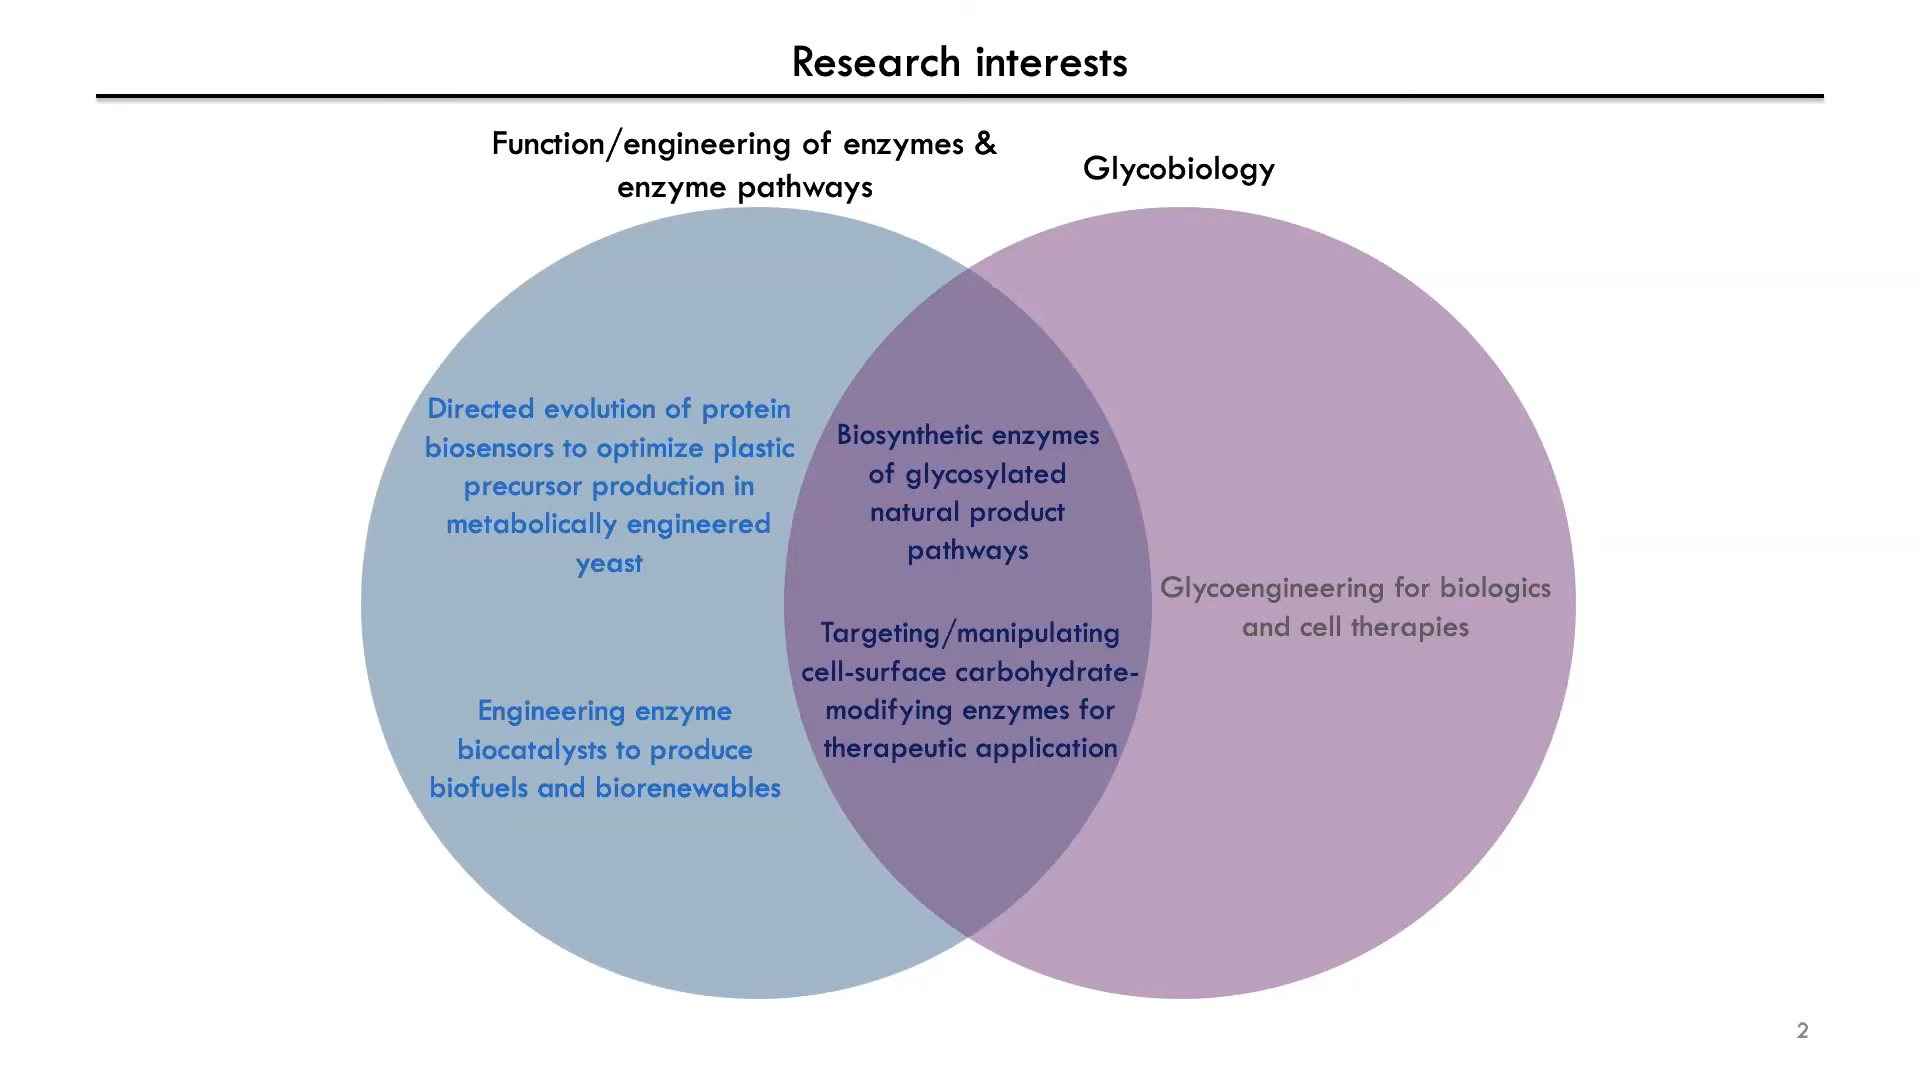 Research interests
Function/engineering of enzymes &
enzyme pathways
Glycobiology
Directed evolution of protein
biosensors to optimize plastic
precursor production in
metabolically engineered
yeast
Engineering enzyme
biocatalysts to produce
biofuels and biorenewables
Biosynthetic enzymes
of glycosylated
natural product
pathways
Targeting/manipulating
cell-surface carbohydrate-
modifying enzymes for
therapeutic application
Glycoengineering for biologics
and cell therapies
2